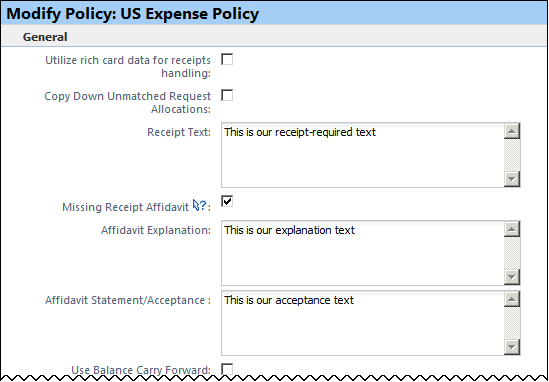 Modify Policy: US Expense Policy
General
Utilize rich card data for receipts
handling:
Copy Down Unmatched Request
Allocations:
Receipt Text: This is our receipt-required text
Missing Receipt Affidavit ?:
Affidavit Explanation: This is our explanation text
Affidavit Statement/Acceptance : This is our acceptance text
Use Balance Carry Forward: